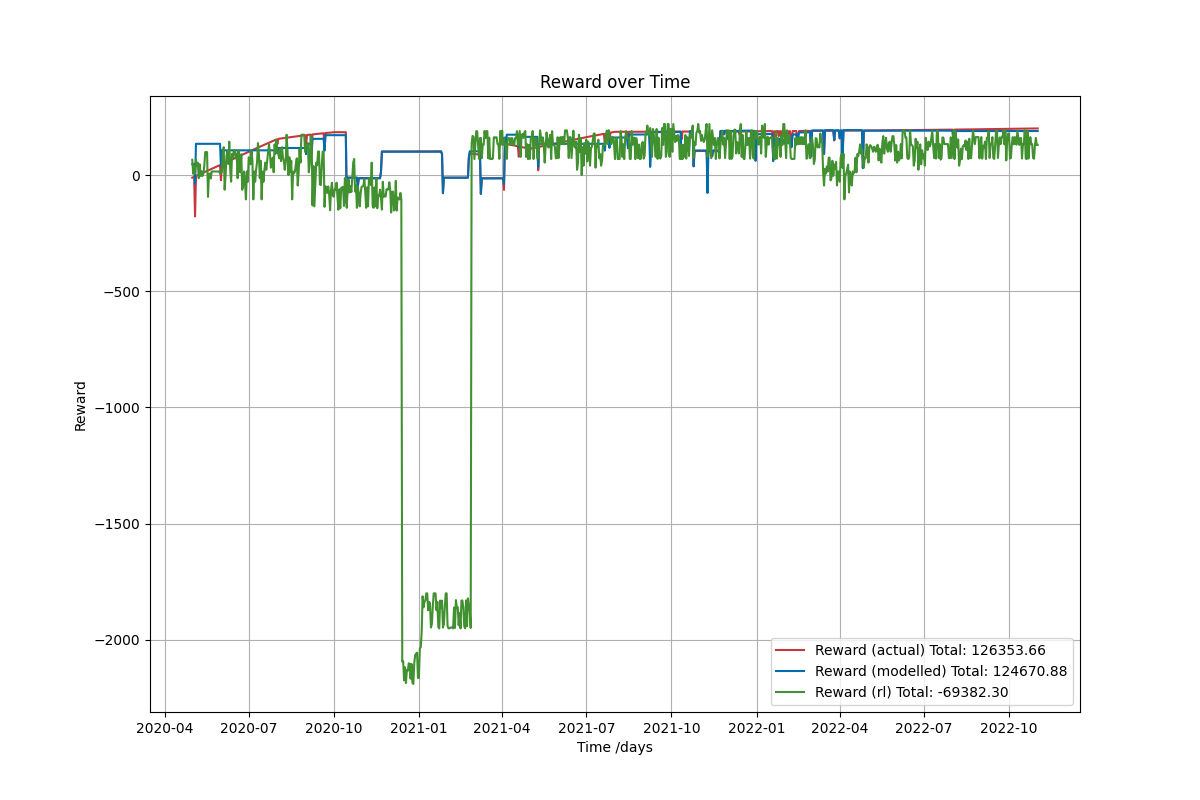 Reward over Time
Reward
0
−500
−1000
−1500
−2000
Reward (actual) Total: 126353.66
Reward (modelled) Total: 124670.88
Reward (rl) Total: -69382.30
2020-04 2020-07 2020-10 2021-01 2021-04 2021-07 2021-10 2022-01 2022-04 2022-07 2022-10
Time /days